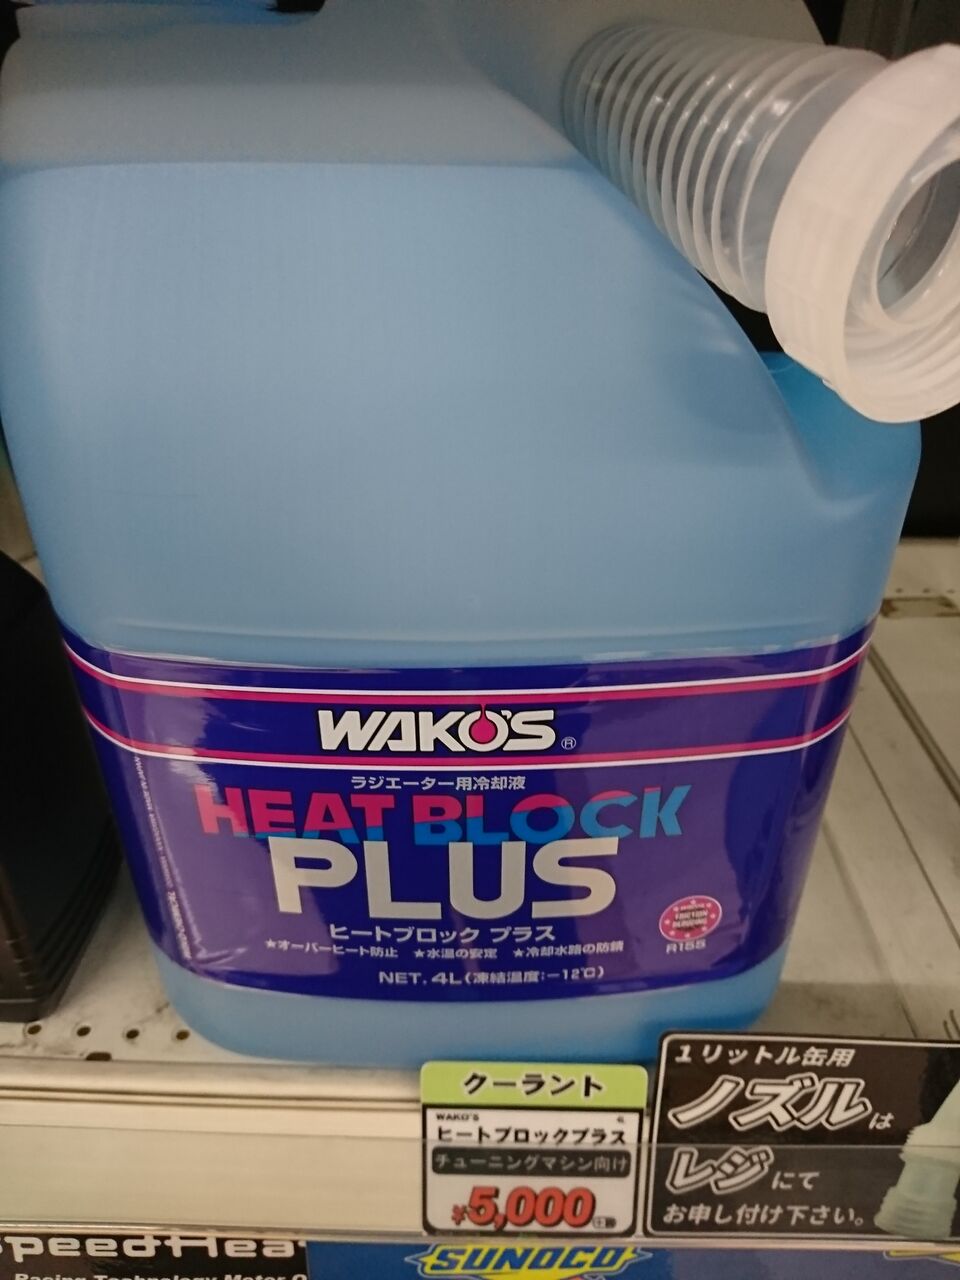 WAKO'S®
ラジエーター用冷却液
HEAT BLOCK
PLUS
ヒートブロック プラス
★オーバーヒート防止 ★水温の安定 ★冷却水路の防錆
R155
NET. 4L(凍結温度:-12℃)
クーラント
WAKO'S 4L
ヒートブロックプラス
チューニングマシン向け
¥5,000
1リットル缶用
ノズルは
レジにて
お申し付け下さい。
SpeedHea
Racing Technology Motor O
SUNOCO